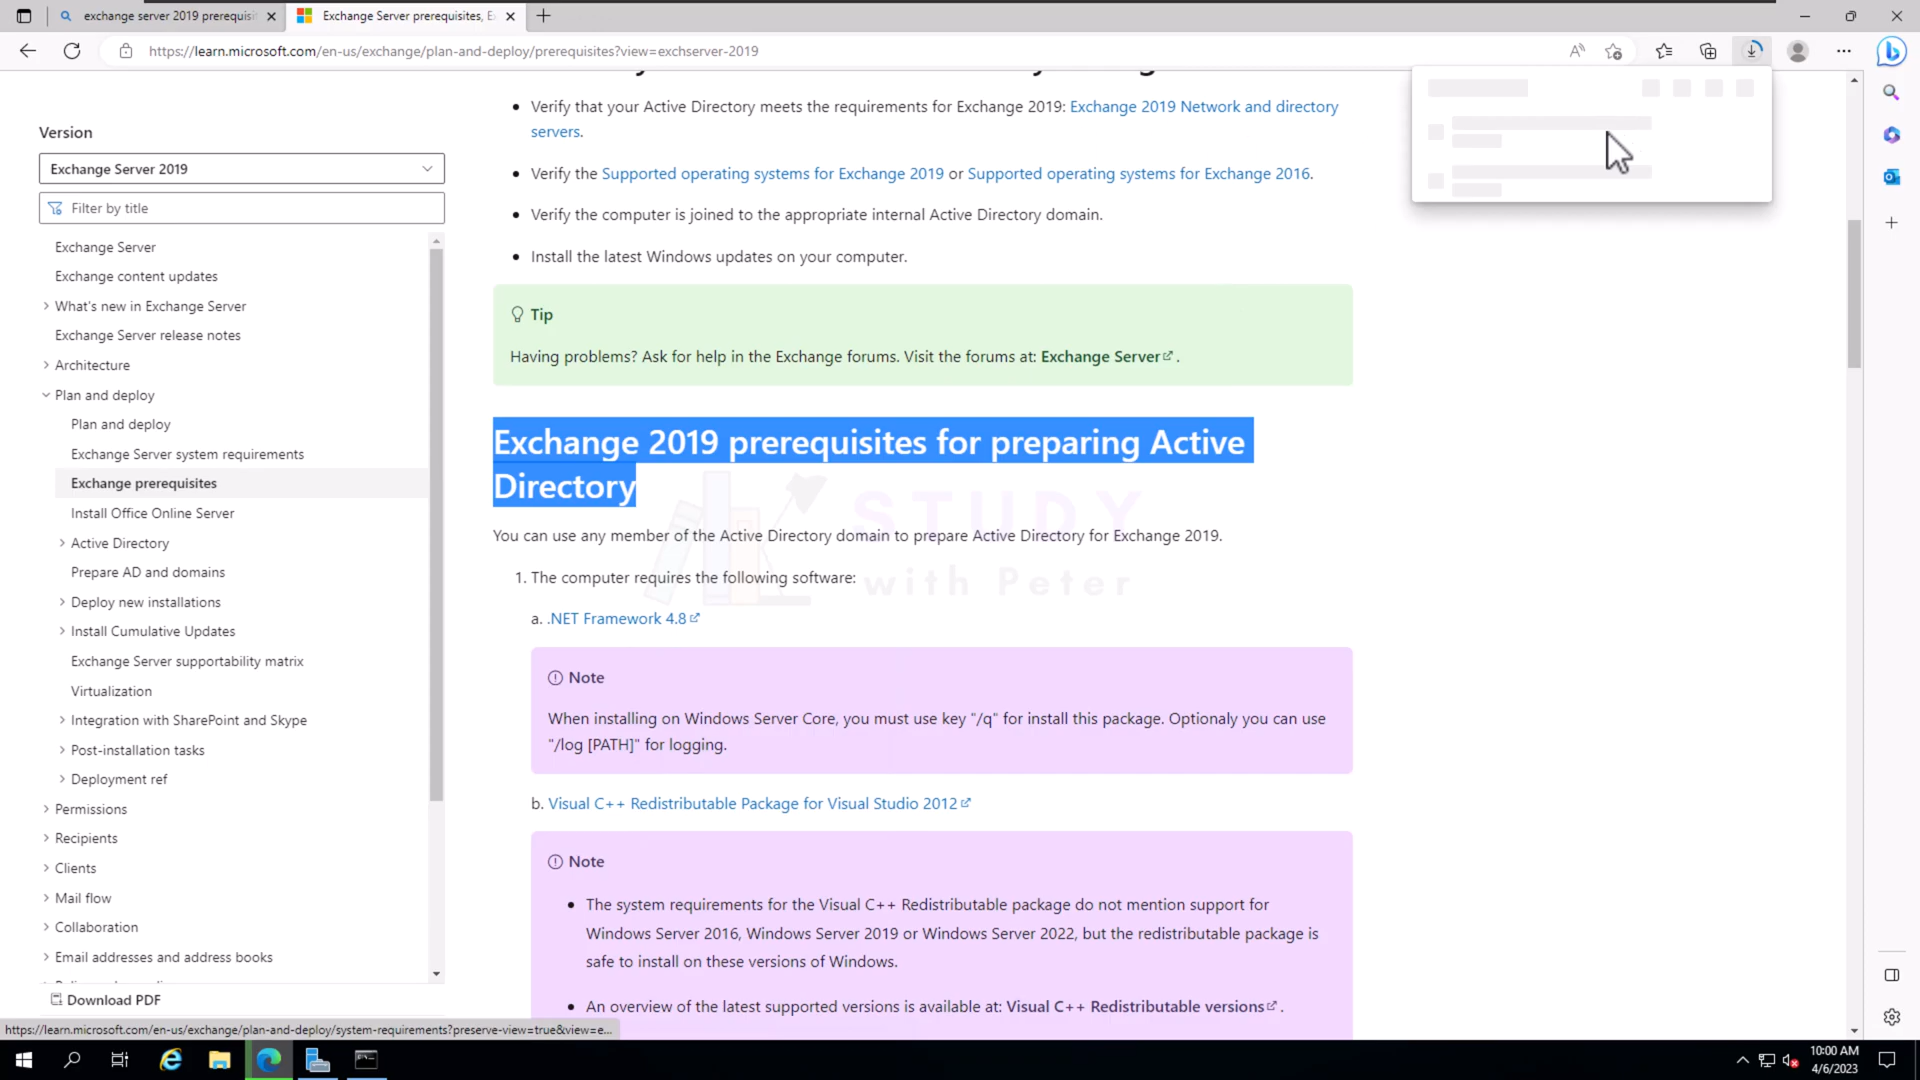 exchange server 2019 prerequisit
Exchange Server prerequisites, E
https://learn.microsoft.com/en-us/exchange/plan-and-deploy/prerequisites?view=exchserver-2019
Version
Exchange Server 2019
Filter by title
Exchange Server
Exchange content updates
What's new in Exchange Server
Exchange Server release notes
Architecture
Plan and deploy
Plan and deploy
Exchange Server system requirements
Exchange prerequisites
Install Office Online Server
Active Directory
Prepare AD and domains
Deploy new installations
Install Cumulative Updates
Exchange Server supportability matrix
Virtualization
Integration with SharePoint and Skype
Post-installation tasks
Deployment ref
Permissions
Recipients
Clients
Mail flow
Collaboration
Email addresses and address books
Download PDF
https://learn.microsoft.com/en-us/exchange/plan-and-deploy/system-requirements?preserve-view=true&view=e...
• Verify that your Active Directory meets the requirements for Exchange 2019: Exchange 2019 Network and directory
servers.
• Verify the Supported operating systems for Exchange 2019 or Supported operating systems for Exchange 2016.
• Verify the computer is joined to the appropriate internal Active Directory domain.
• Install the latest Windows updates on your computer.
Tip
Having problems? Ask for help in the Exchange forums. Visit the forums at: Exchange Server.
Exchange 2019 prerequisites for preparing Active
Directory
STUDY
with Peter
You can use any member of the Active Directory domain to prepare Active Directory for Exchange 2019.
1. The computer requires the following software:
a. .NET Framework 4.8
Note
When installing on Windows Server Core, you must use key "/q" for install this package. Optionaly you can use
"/log [PATH]" for logging.
b. Visual C++ Redistributable Package for Visual Studio 2012
Note
• The system requirements for the Visual C++ Redistributable package do not mention support for
Windows Server 2016, Windows Server 2019 or Windows Server 2022, but the redistributable package is
safe to install on these versions of Windows.
• An overview of the latest supported versions is available at: Visual C++ Redistributable versions.
10:00 AM
4/6/2023